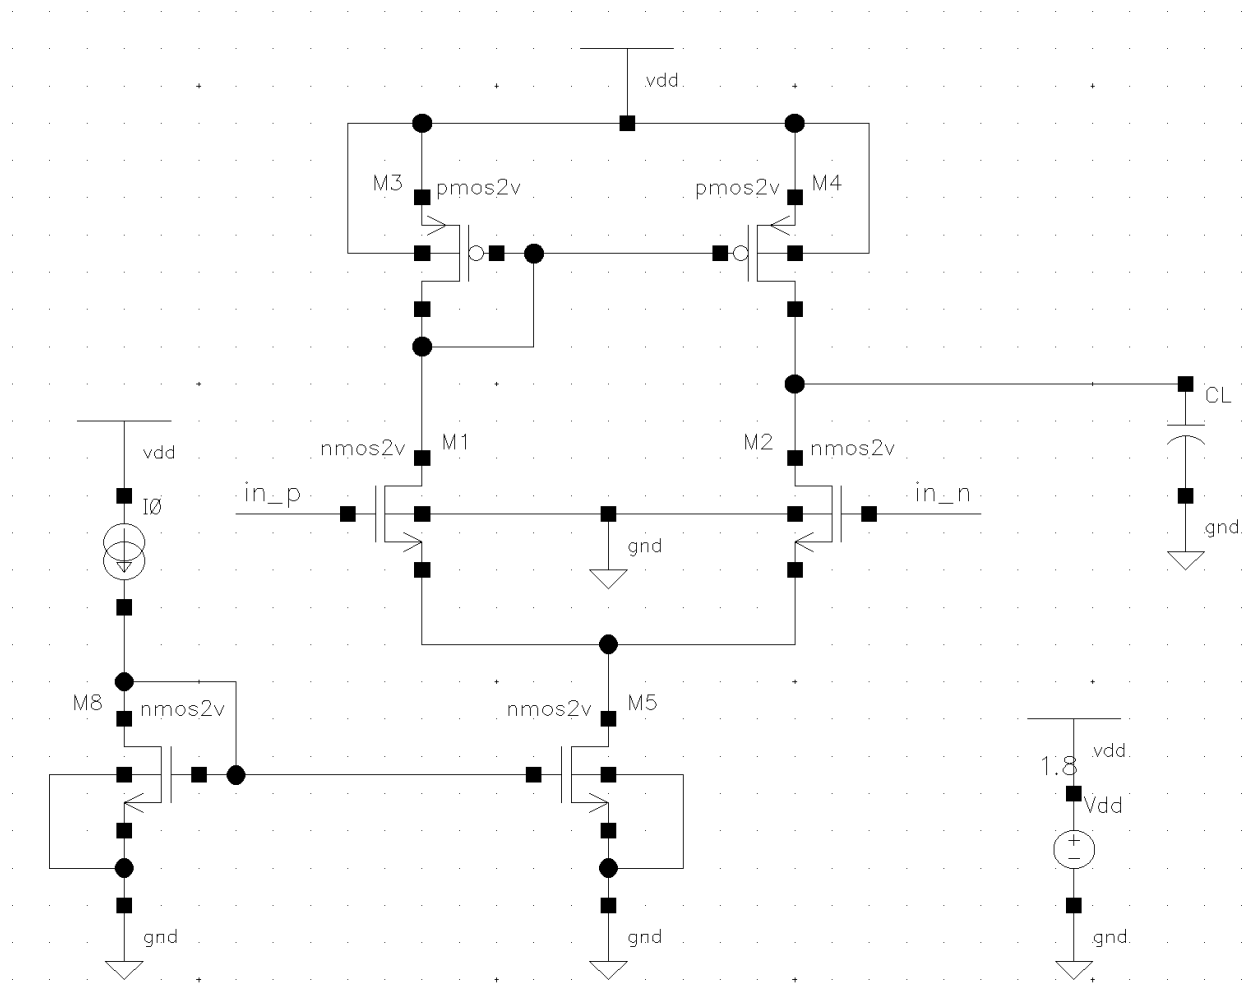 vdd
M3 pmos2v
pmos2v M4
CL
nmos2v M1
M2 nmos2v
vdd
in_p
in_n
I0
gnd
gnd
M8 nmos2v
nmos2v M5
vdd
1.8
Vdd
gnd
gnd
gnd